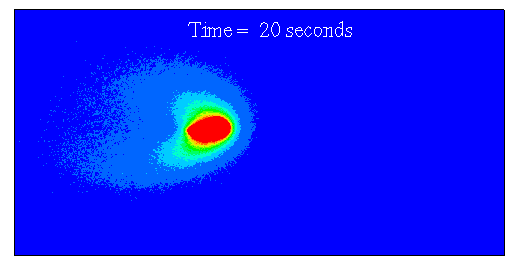 Time = 20 seconds